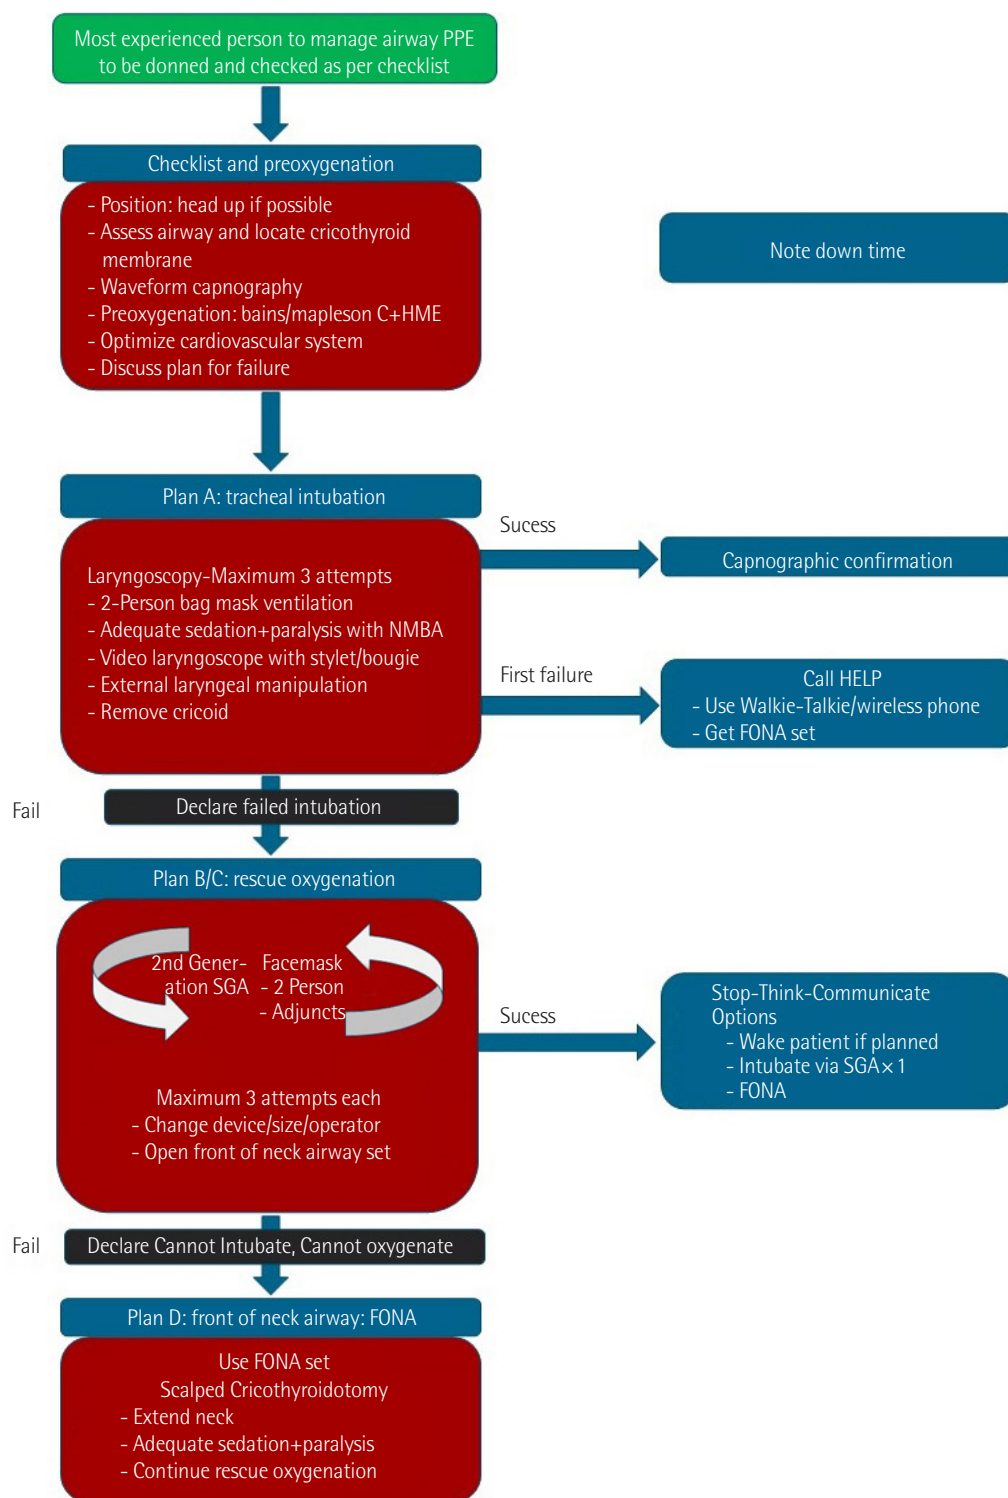 Most experienced person to manage airway PPE
to be donned and checked as per checklist
Checklist and preoxygenation
- Position: head up if possible
- Assess airway and locate cricothyroid
membrane
- Waveform capnography
- Preoxygenation: bains/mapleson C+HME
- Optimize cardiovascular system
- Discuss plan for failure
Note down time
Plan A: tracheal intubation
Laryngoscopy-Maximum 3 attempts
- 2-Person bag mask ventilation
- Adequate sedation+paralysis with NMBA
- Video laryngoscope with stylet/bougie
- External laryngeal manipulation
- Remove cricoid
Sucess
Capnographic confirmation
First failure
Call HELP
- Use Walkie-Talkie/wireless phone
- Get FONA set
Fail
Declare failed intubation
Plan B/C: rescue oxygenation
2nd Gener-
ation SGA
Facemask
- 2 Person
- Adjuncts
Maximum 3 attempts each
- Change device/size/operator
- Open front of neck airway set
Sucess
Stop-Think-Communicate
Options
- Wake patient if planned
- Intubate via SGA×1
- FONA
Fail
Declare Cannot Intubate, Cannot oxygenate
Plan D: front of neck airway: FONA
Use FONA set
Scalped Cricothyroidotomy
- Extend neck
- Adequate sedation+paralysis
- Continue rescue oxygenation